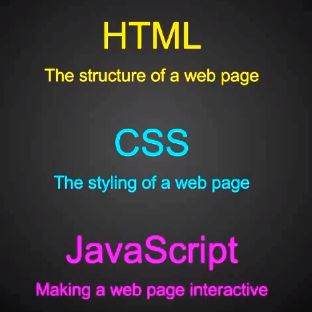 HTML
The structure of a web page
CSS
The styling of a web page
JavaScript
Making a web page interactive